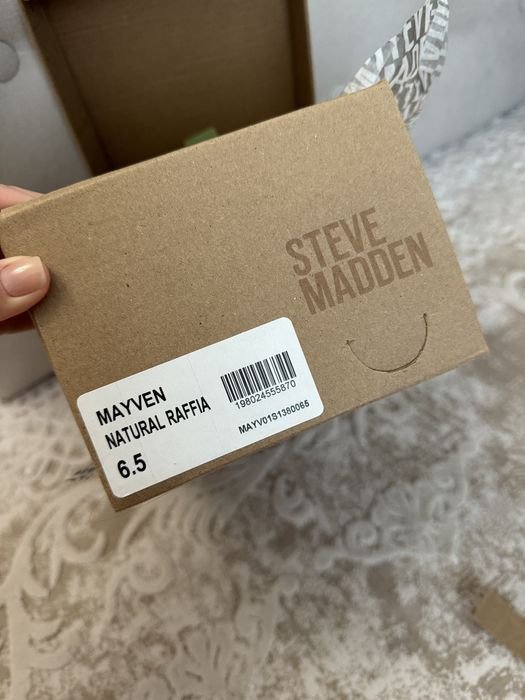 STEVE
MADDEN
MAYVEN
NATURAL RAFFIA
6.5
198024555870
MAYV01S1380065